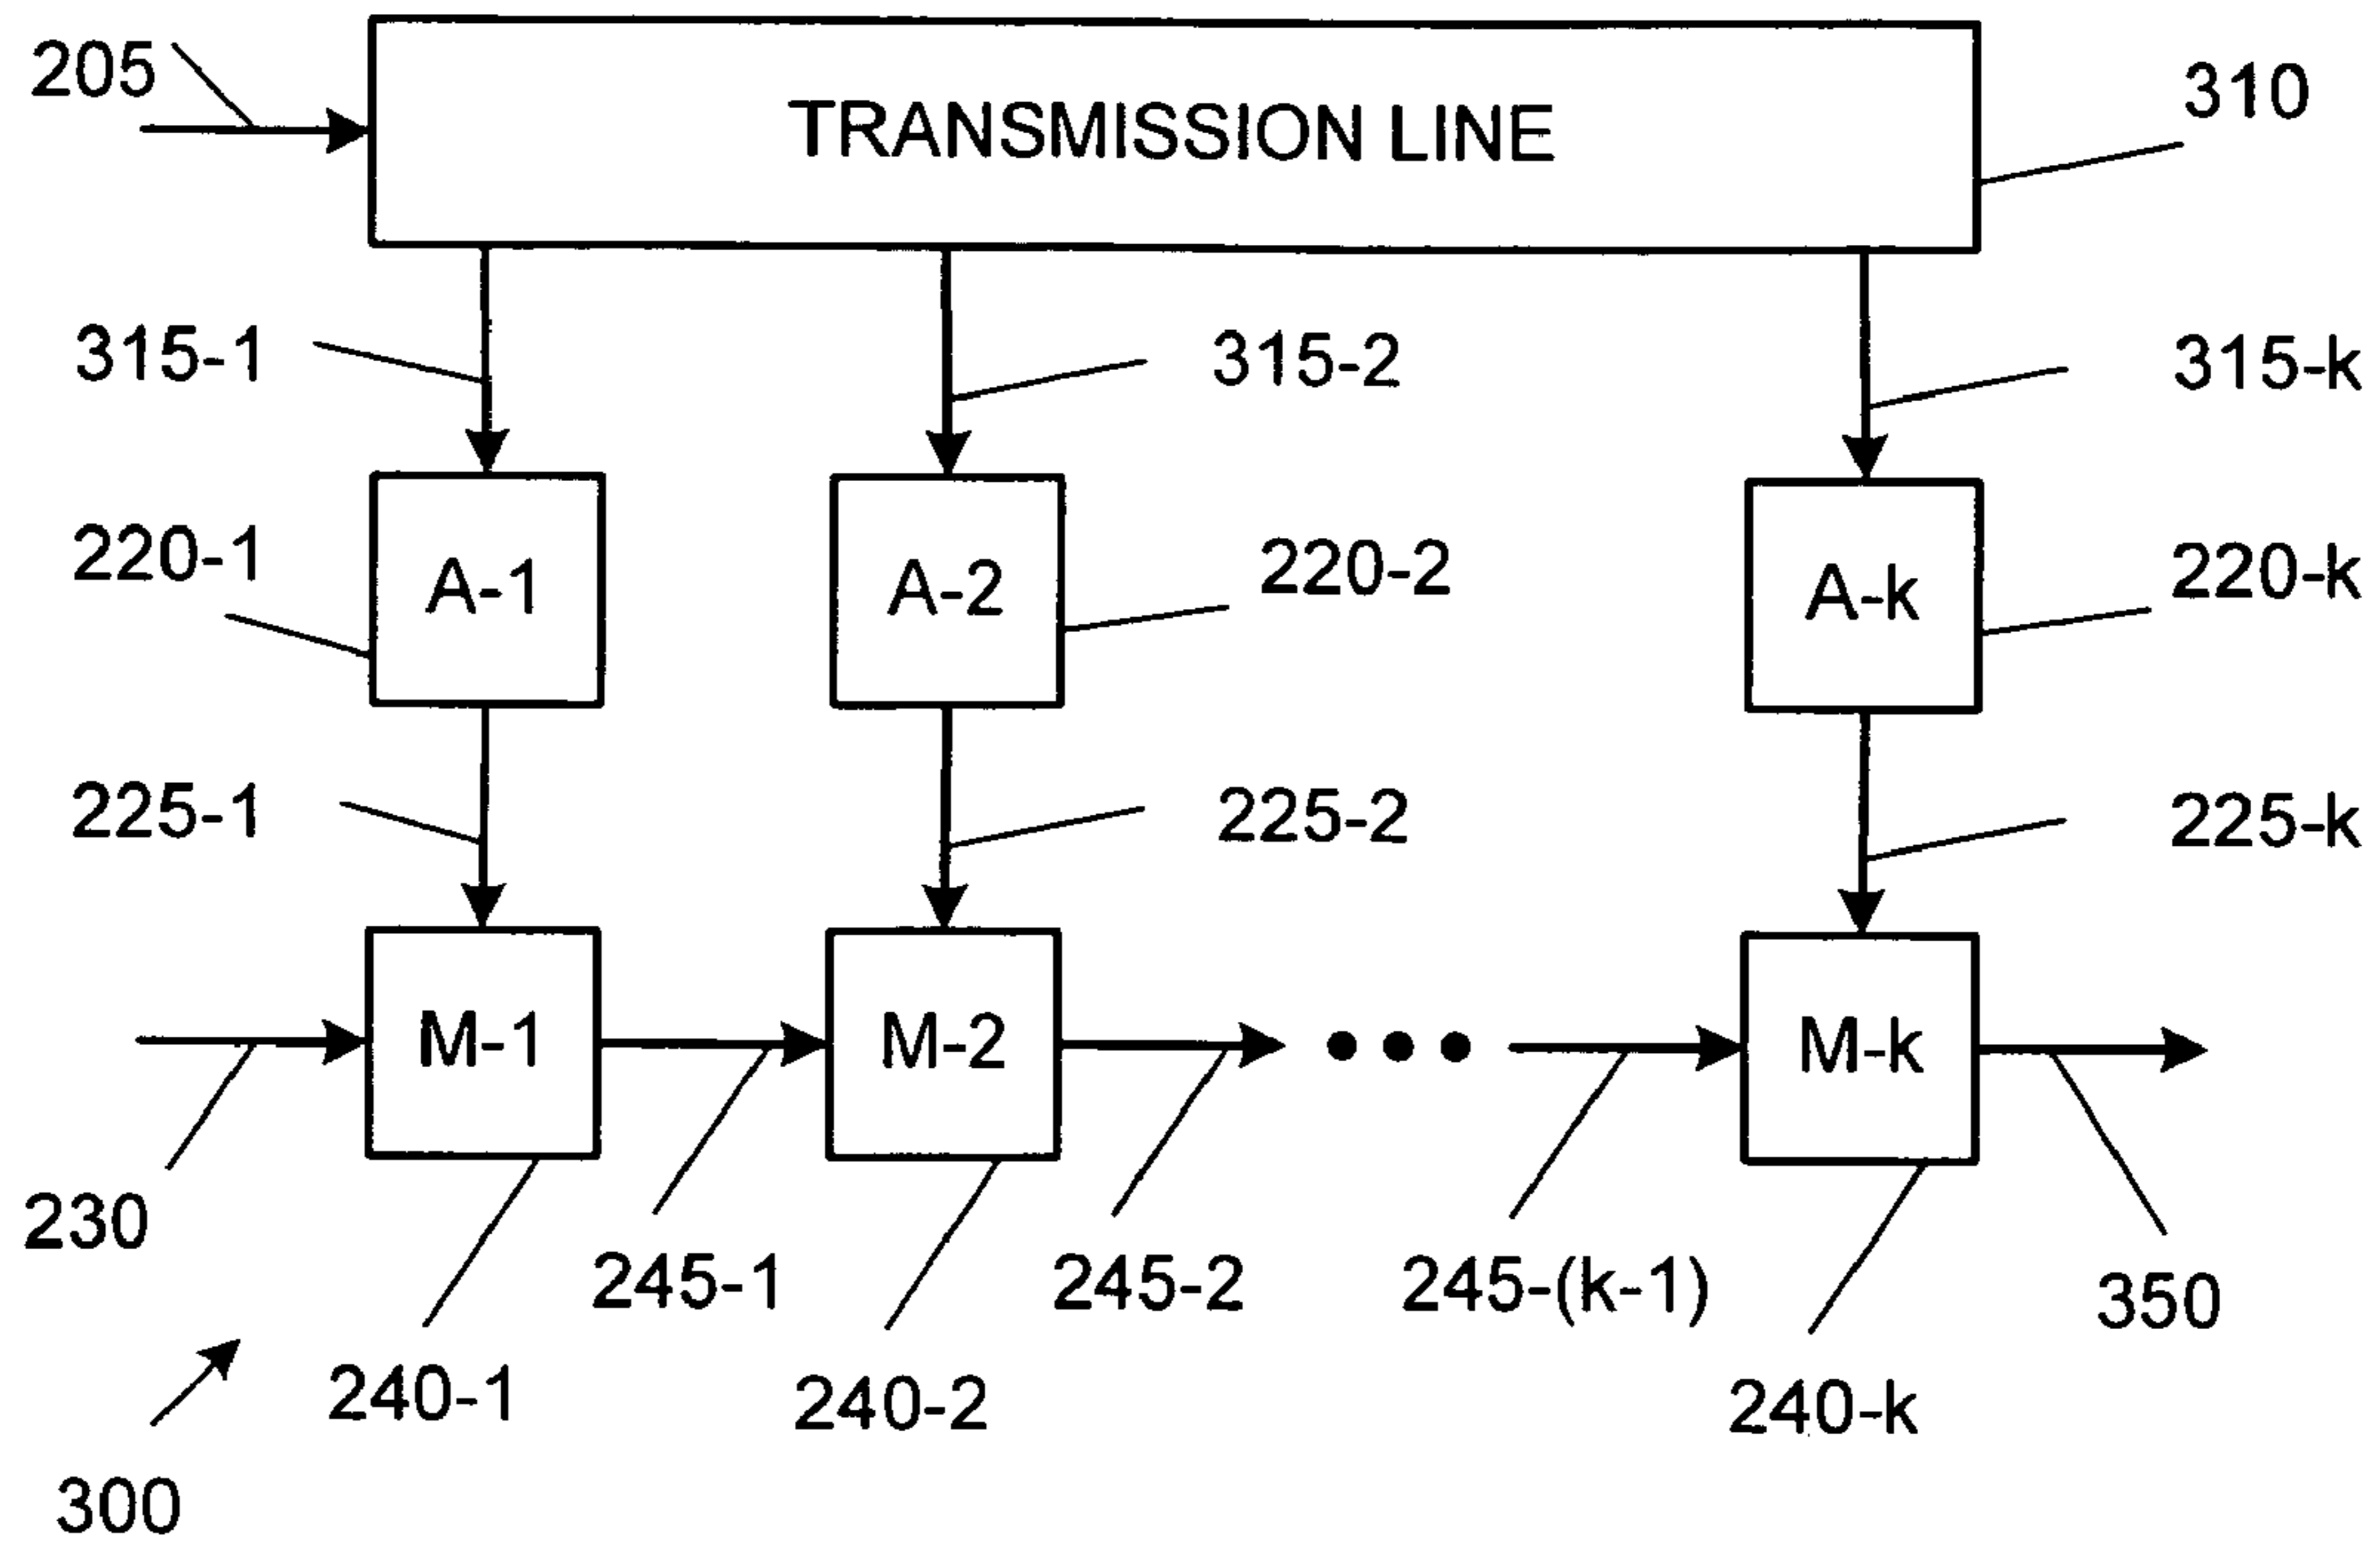 205
TRANSMISSION LINE
310
315-1
315-2
315-k
220-1
A-1
A-2
220-2
A-k
220-k
225-1
225-2
225-k
M-1
M-2
M-k
230
245-1
245-2
245-(k-1)
350
240-1
240-2
240-k
300